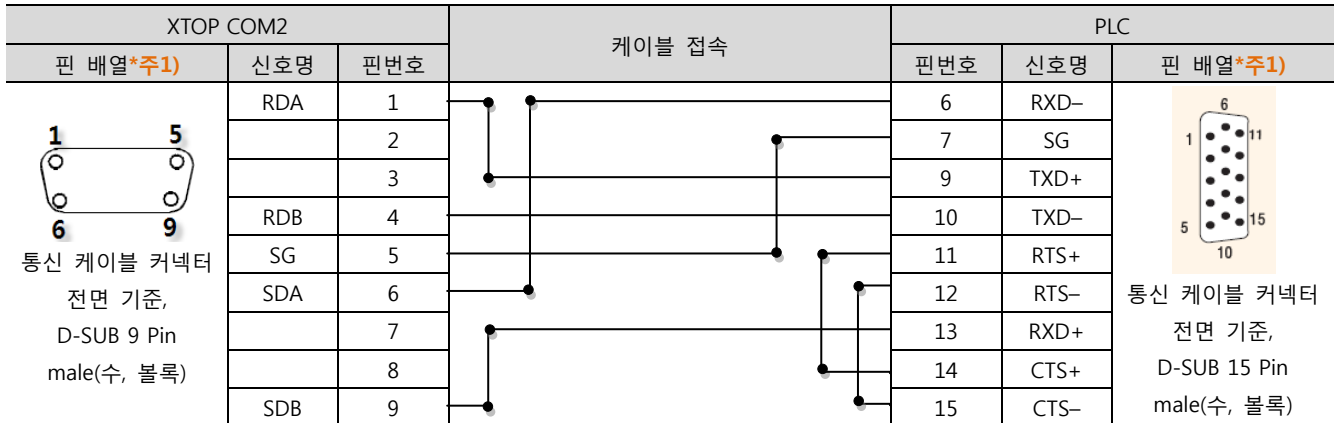 XTOP COM2 케이블 접속 PLC
핀 배열*주1) 신호명 핀번호 핀번호 신호명 핀 배열*주1)
RDA 1 6 RXD–
2 7 SG
3 9 TXD+
RDB 4 10 TXD–
SG 5 11 RTS+
SDA 6 12 RTS–
7 13 RXD+
8 14 CTS+
SDB 9 15 CTS–
1 5
6 9
통신 케이블 커넥터
전면 기준,
D-SUB 9 Pin
male(수, 볼록)
6
1 11
5 15
10
통신 케이블 커넥터
전면 기준,
D-SUB 15 Pin
male(수, 볼록)